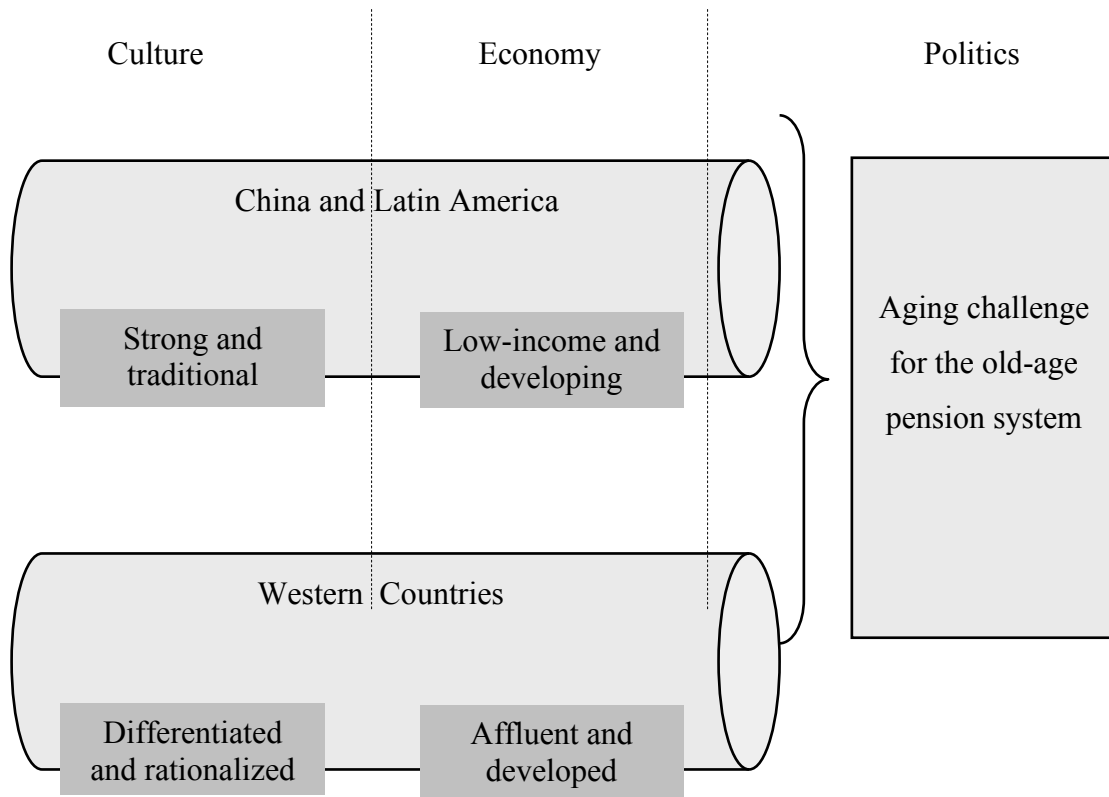 Culture
Economy
Politics
China and Latin America
Strong and
traditional
Low-income and
developing
Aging challenge
for the old-age
pension system
Western Countries
Differentiated
and rationalized
Affluent and
developed